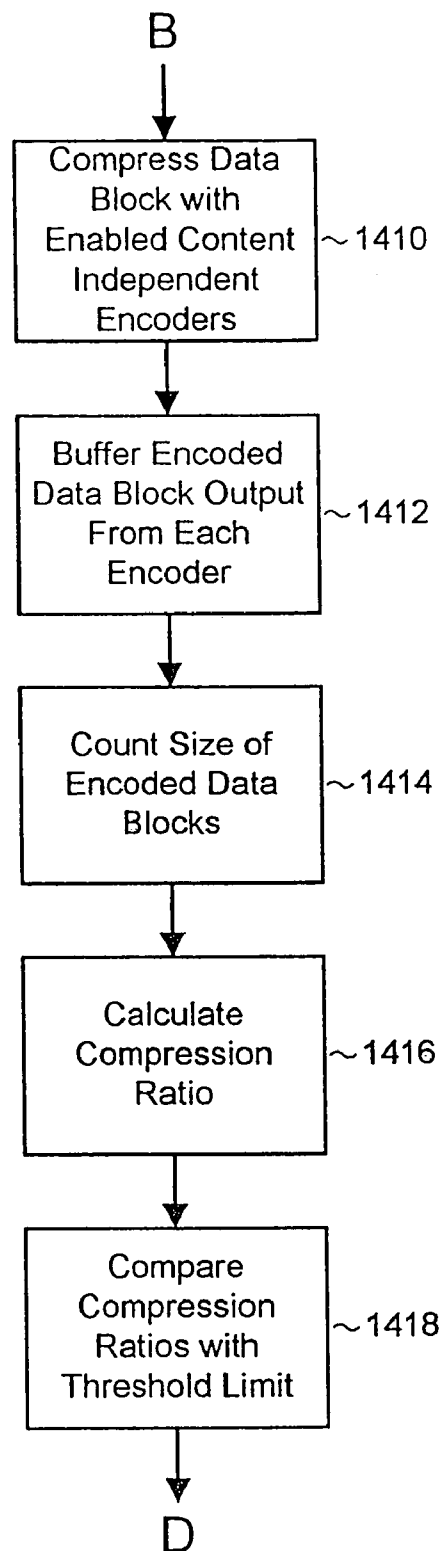 B
Compress Data
Block with
Enabled Content
Independent
Encoders
~1410
Buffer Encoded
Data Block Output
From Each
Encoder
~1412
Count Size of
Encoded Data
Blocks
~1414
Calculate
Compression
Ratio
~1416
Compare
Compression
Ratios with
Threshold Limit
~1418
D